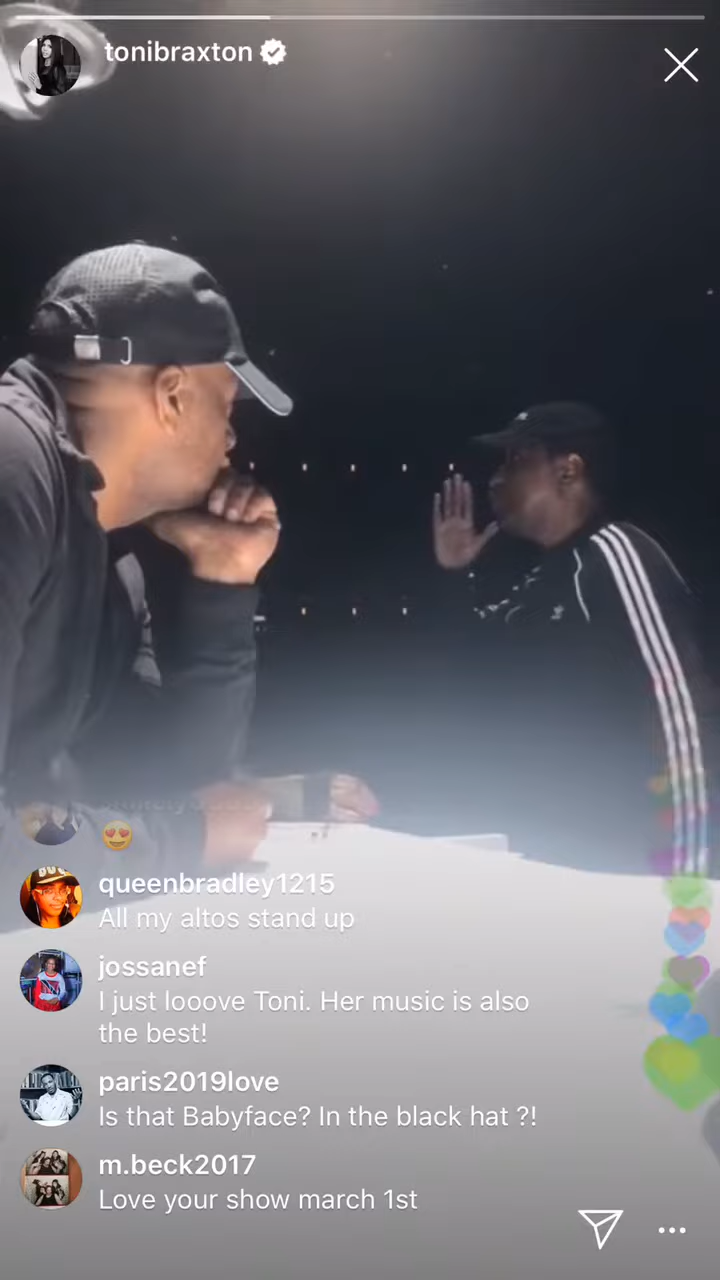 tonibraxton
queenbradley1215
All my altos stand up
jossanef
I just looove Toni. Her music is also
the best!
paris2019love
Is that Babyface? In the black hat ?!
m.beck2017
Love your show march 1st